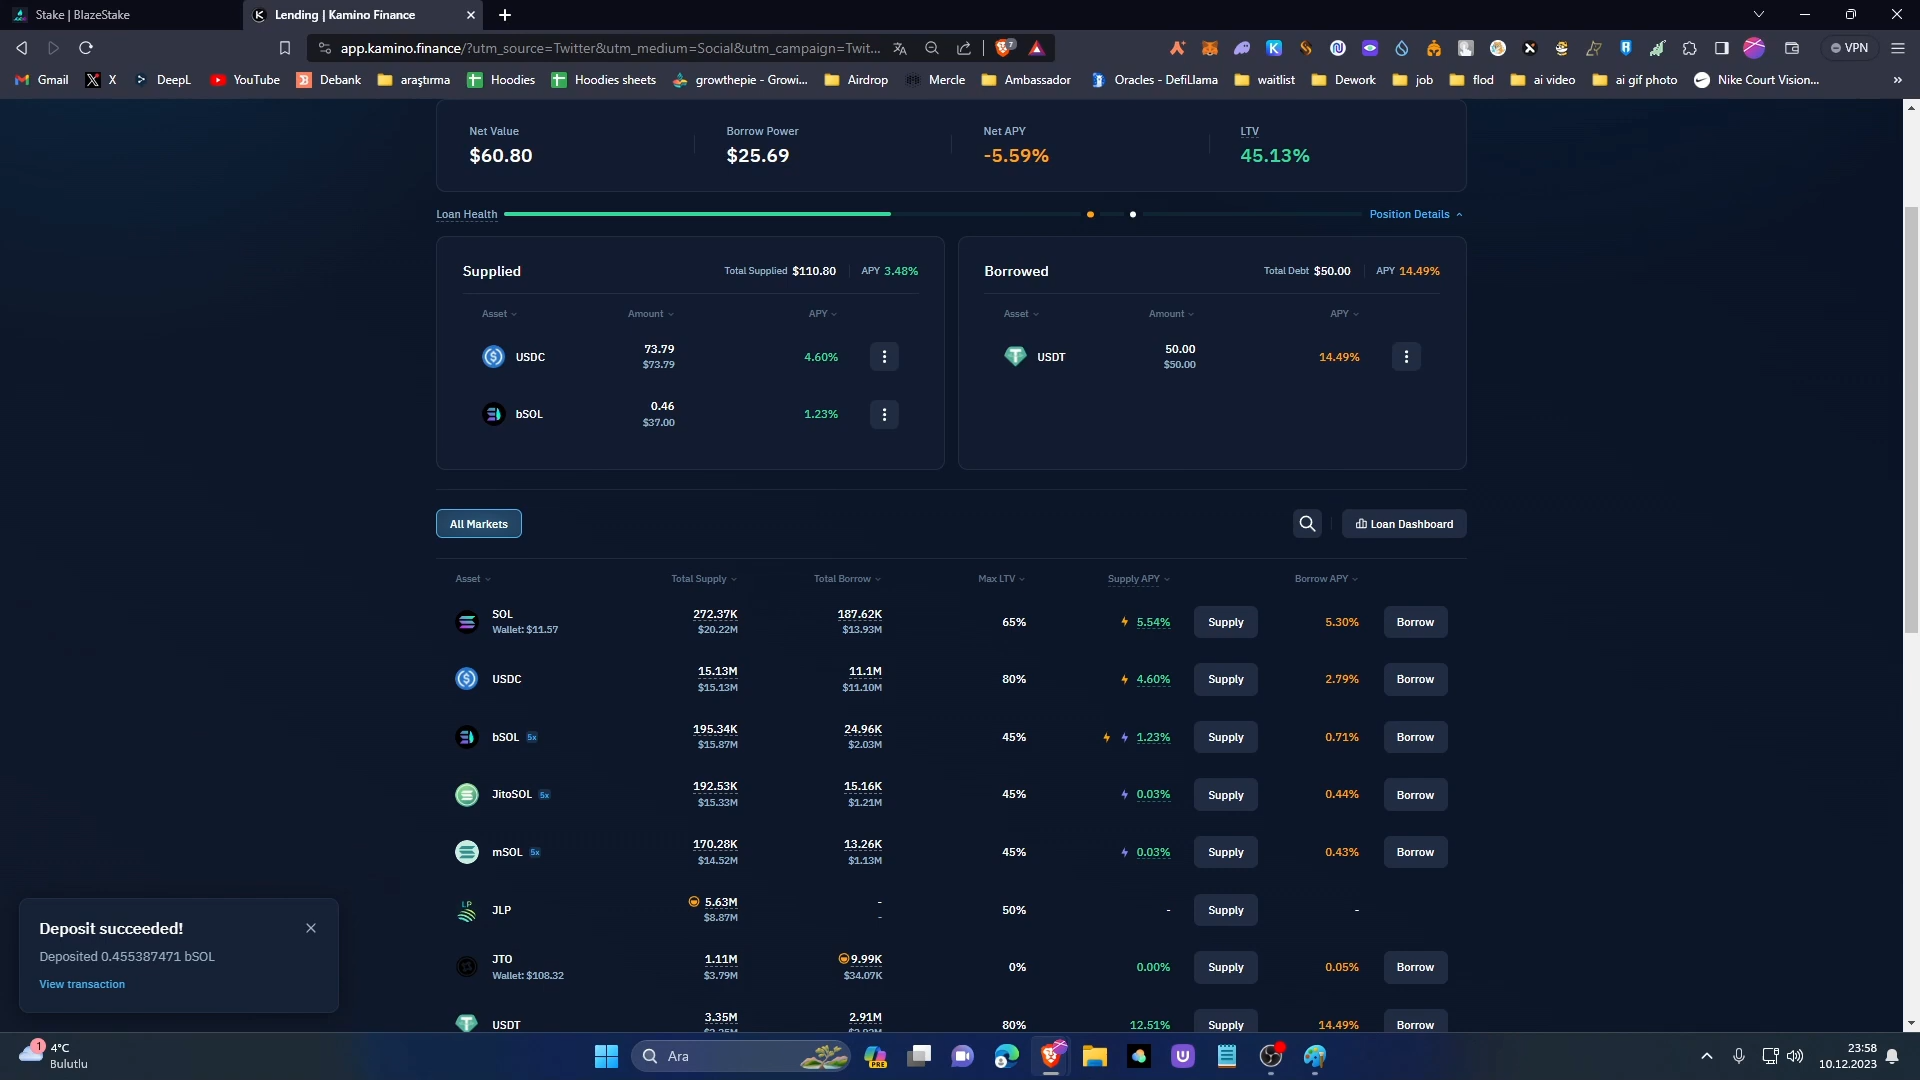 Stake | BlazeStake
Lending | Kamino Finance
app.kamino.finance/?utm_source=Twitter&utm_medium=Social&utm_campaign=Twit...
7
VPN
Gmail
X
DeepL
YouTube
Debank
araştırma
Hoodies
Hoodies sheets
growthepie - Growi...
Airdrop
Mercle
Ambassador
Oracles - DefiLlama
waitlist
Dework
job
flod
ai video
ai gif photo
Nike Court Vision...
Net Value
$60.80
Borrow Power
$25.69
Net APY
-5.59%
LTV
45.13%
Loan Health
Position Details
Supplied
Total Supplied $110.80
APY 3.48%
Asset
Amount
APY
USDC
73.79
$73.79
4.60%
bSOL
0.46
$37.00
1.23%
Borrowed
Total Debt $50.00
APY 14.49%
Asset
Amount
APY
USDT
50.00
$50.00
14.49%
All Markets
Loan Dashboard
Asset
Total Supply
Total Borrow
Max LTV
Supply APY
Borrow APY
SOL
Wallet: $11.57
272.37K
$20.22M
187.62K
$13.93M
65%
5.54%
Supply
5.30%
Borrow
USDC
15.13M
$15.13M
11.1M
$11.10M
80%
4.60%
Supply
2.79%
Borrow
bSOL 5x
195.34K
$15.87M
24.96K
$2.03M
45%
1.23%
Supply
0.71%
Borrow
JitoSOL 5x
192.53K
$15.33M
15.16K
$1.21M
45%
0.03%
Supply
0.44%
Borrow
mSOL 5x
170.28K
$14.52M
13.26K
$1.13M
45%
0.03%
Supply
0.43%
Borrow
LP
JLP
5.63M
$8.87M
-
-
50%
-
Supply
-
JTO
Wallet: $108.32
1.11M
$3.79M
9.99K
$34.07K
0%
0.00%
Supply
0.05%
Borrow
USDT
3.35M
2.91M
80%
12.51%
Supply
14.49%
Borrow
Deposit succeeded!
Deposited 0.455387471 bSOL
View transaction
1
4°C
Bulutlu
Ara
PRE
23:58
10.12.2023